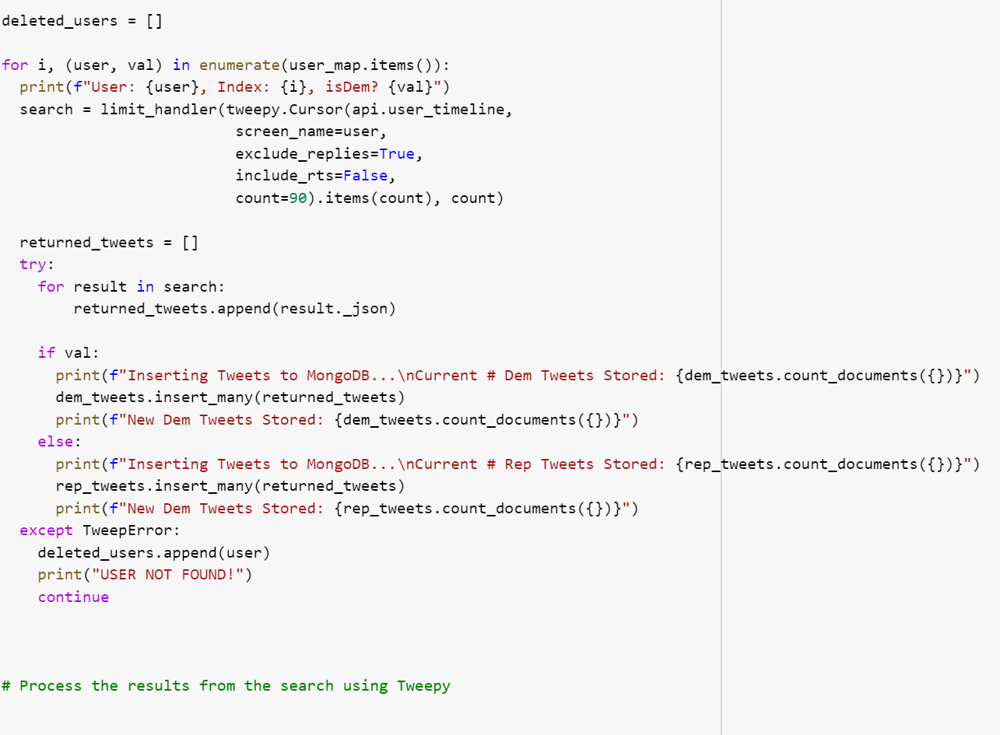 deleted_users = []
for i, (user, val) in enumerate(user_map.items()):
  print(f"User: {user}, Index: {i}, isDem? {val}")
  search = limit_handler(tweepy.Cursor(api.user_timeline,
                          screen_name=user,
                          exclude_replies=True,
                          include_rts=False,
                          count=90).items(count), count)
  returned_tweets = []
  try:
    for result in search:
        returned_tweets.append(result._json)
    if val:
      print(f"Inserting Tweets to MongoDB...\nCurrent # Dem Tweets Stored: {dem_tweets.count_documents({})}")
      dem_tweets.insert_many(returned_tweets)
      print(f"New Dem Tweets Stored: {dem_tweets.count_documents({})}")
    else:
      print(f"Inserting Tweets to MongoDB...\nCurrent # Rep Tweets Stored: {rep_tweets.count_documents({})}")
      rep_tweets.insert_many(returned_tweets)
      print(f"New Dem Tweets Stored: {rep_tweets.count_documents({})}")
  except TweepError:
    deleted_users.append(user)
    print("USER NOT FOUND!")
    continue
# Process the results from the search using Tweepy